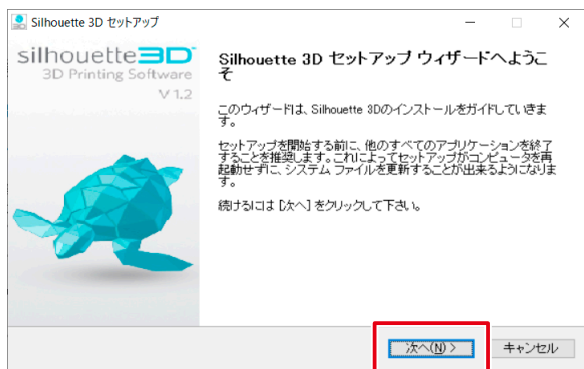 Silhouette 3D セットアップ
silhouette3D™
3D Printing Software
V 1.2
Silhouette 3D セットアップ ウィザードへようこ
そ
このウィザードは、Silhouette 3Dのインストールをガイドしていきま
す。
セットアップを開始する前に、他のすべてのアプリケーションを終了
することを推奨します。これによってセットアップがコンピュータを再
起動せずに、システム ファイルを更新することが出来るようになりま
す。
続けるには [次へ] をクリックして下さい。
次へ(N) >
キャンセル